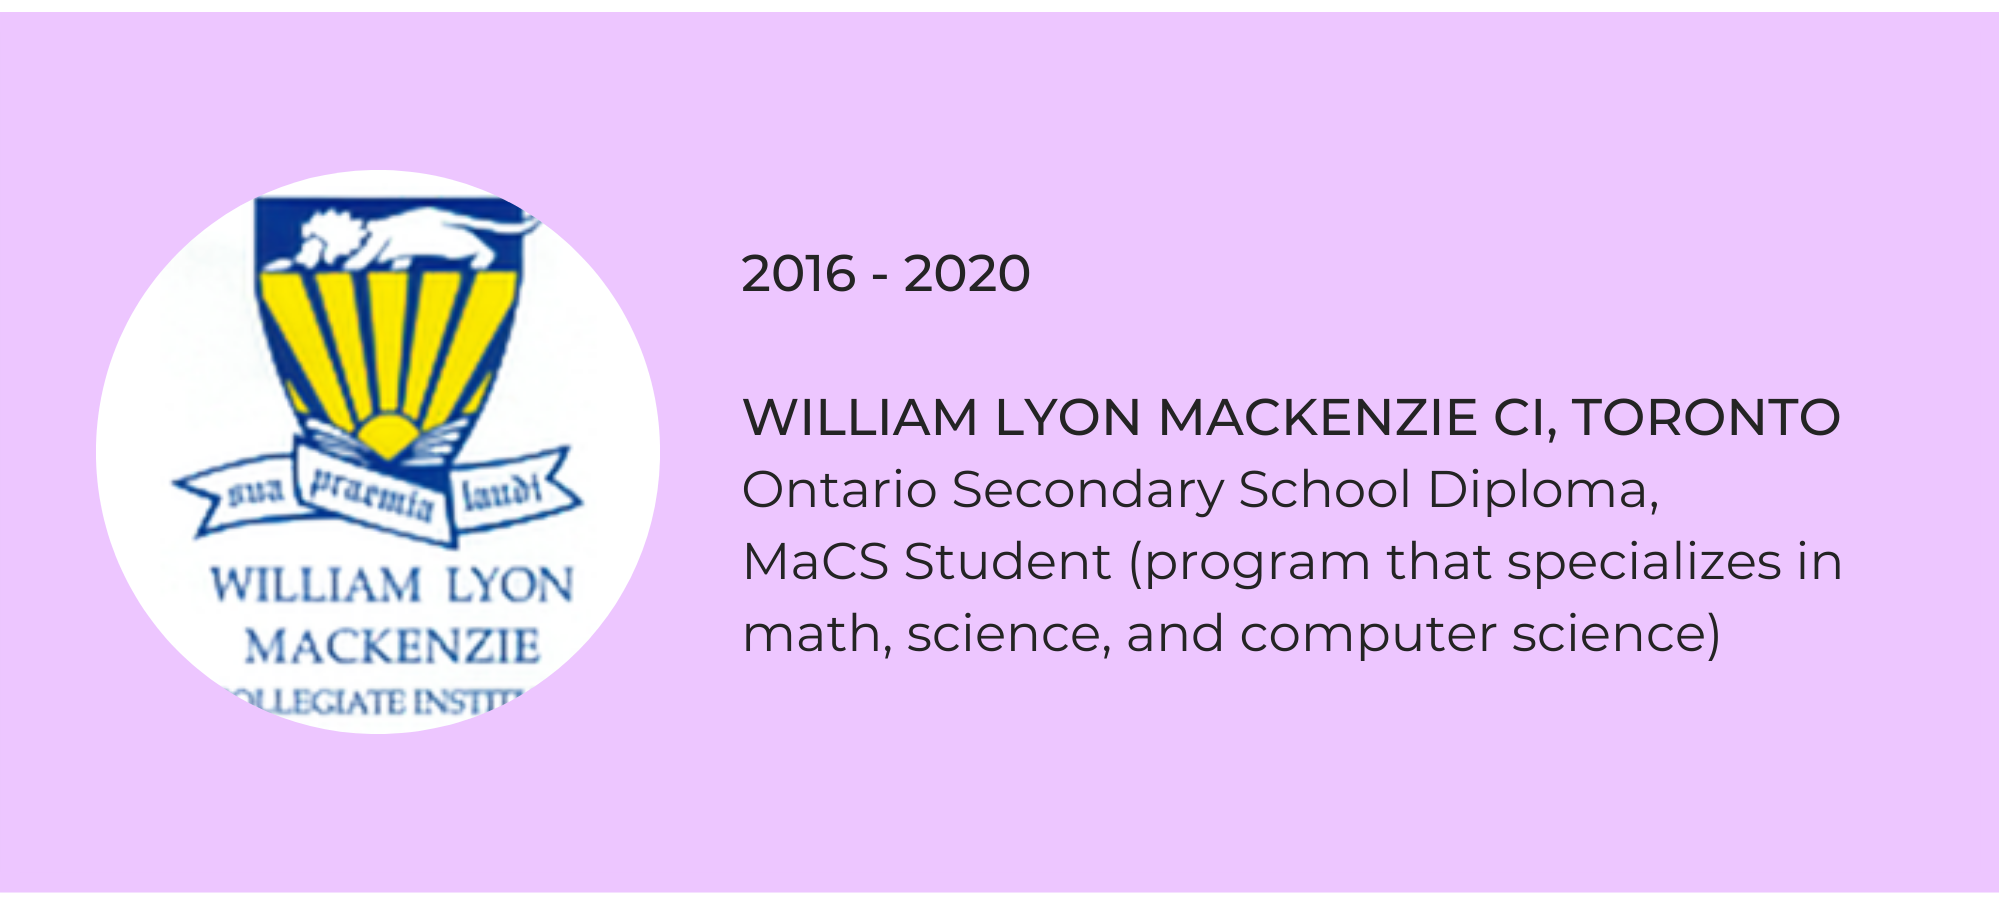 sua praemia laudi
WILLIAM LYON
MACKENZIE
2016 - 2020
WILLIAM LYON MACKENZIE CI, TORONTO
Ontario Secondary School Diploma,
MaCS Student (program that specializes in
math, science, and computer science)